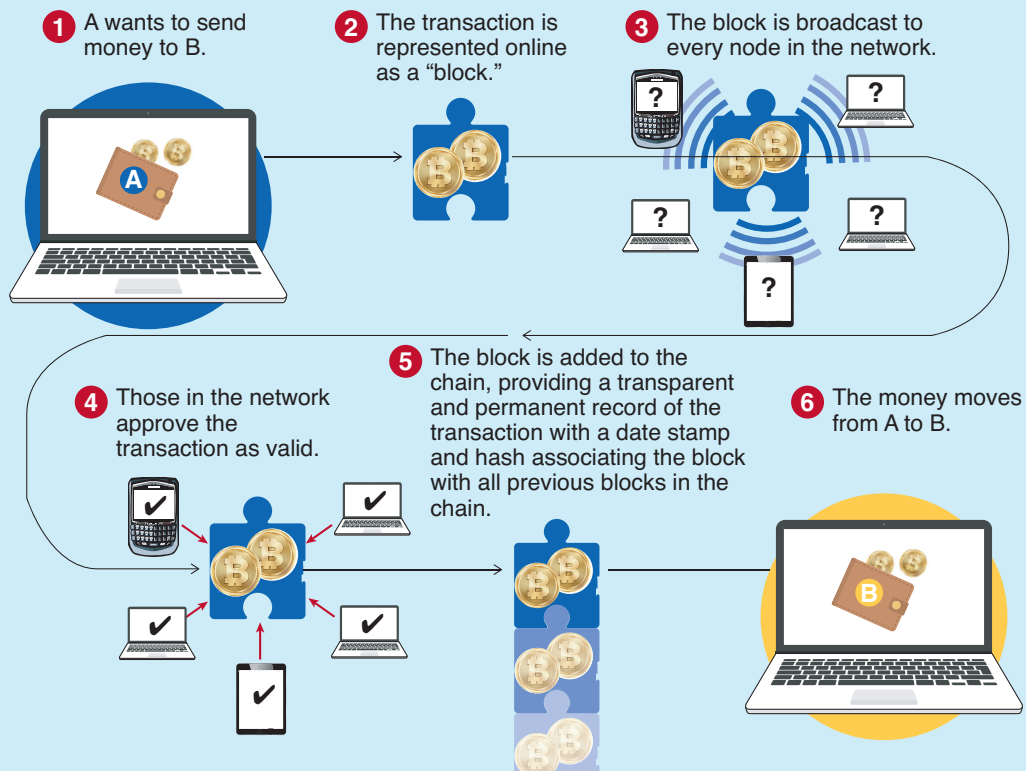 1 A wants to send
money to B.
2 The transaction is
represented online
as a “block.”
3 The block is broadcast to
every node in the network.
A
?
?
?
?
?
4 Those in the network
approve the
transaction as valid.
5 The block is added to the
chain, providing a transparent
and permanent record of the
transaction with a date stamp
and hash associating the block
with all previous blocks in the
chain.
6 The money moves
from A to B.
B